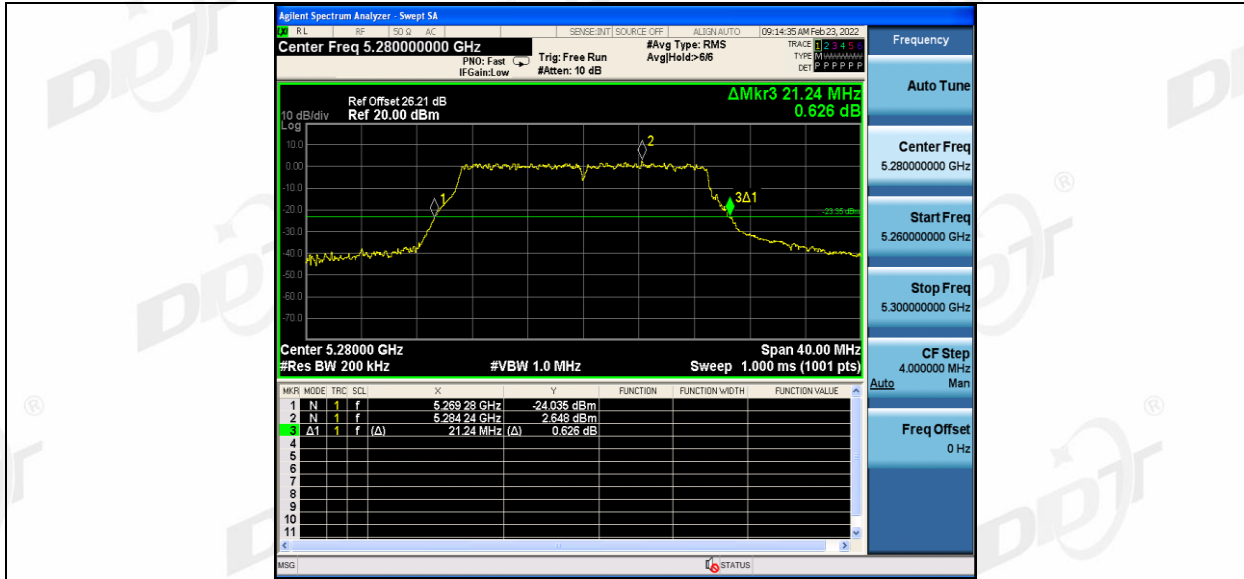 Agilent Spectrum Analyzer - Swept SA
RL RF 50 Ω AC SENSE:INT SOURCE OFF ALIGN AUTO 09:14:35 AM Feb 23, 2022
Center Freq 5.280000000 GHz
PNO: Fast
IFGain:Low
Trig: Free Run
#Atten: 10 dB
#Avg Type: RMS
Avg|Hold:>6/6
TRACE 1 2 3 4 5 6
TYPE M
DET P P P P P P
Frequency
Auto Tune
Ref Offset 26.21 dB
10 dB/div Ref 20.00 dBm
Log
ΔMkr3 21.24 MHz
0.626 dB
10.0
0.00
-10.0
-20.0
-30.0
-40.0
-50.0
-60.0
-70.0
1
2
3Δ1
-23.35 dBm
Center 5.28000 GHz Span 40.00 MHz
#Res BW 200 kHz #VBW 1.0 MHz Sweep 1.000 ms (1001 pts)
Center Freq
5.280000000 GHz
Start Freq
5.260000000 GHz
Stop Freq
5.300000000 GHz
CF Step
4.000000 MHz
Auto Man
Freq Offset
0 Hz
MKR MODE TRC SCL X Y FUNCTION FUNCTION WIDTH FUNCTION VALUE
1 N 1 f 5.269 28 GHz -24.035 dBm
2 N 1 f 5.284 24 GHz 2.648 dBm
3 Δ1 1 f (Δ) 21.24 MHz (Δ) 0.626 dB
4
5
6
7
8
9
10
11
MSG STATUS